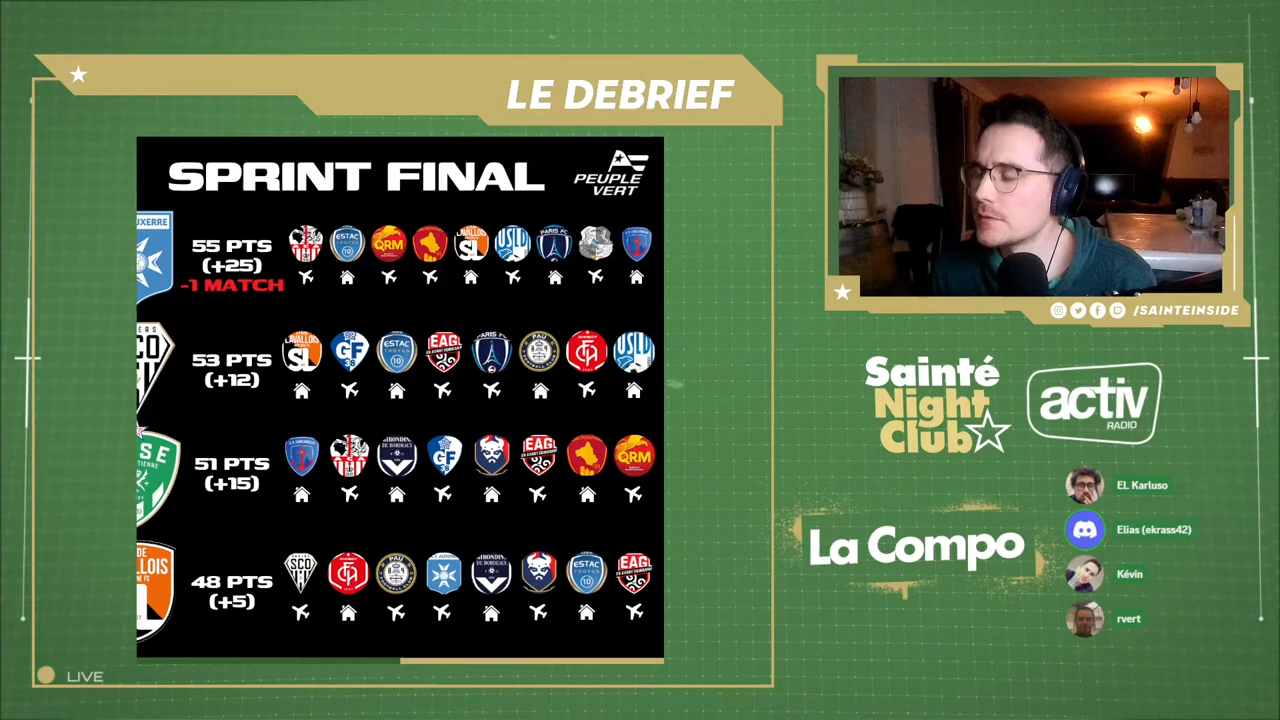 LE DEBRIEF
SPRINT FINAL
PEUPLE
VERT
55 PTS
(+25)
-1 MATCH
53 PTS
(+12)
51 PTS
(+15)
48 PTS
(+5)
/SAINTEINSIDE
Sainté
Night
Club
activ
RADIO
La Compo
EL Karluso
Elias (ekrass42)
Kévin
rvert
LIVE